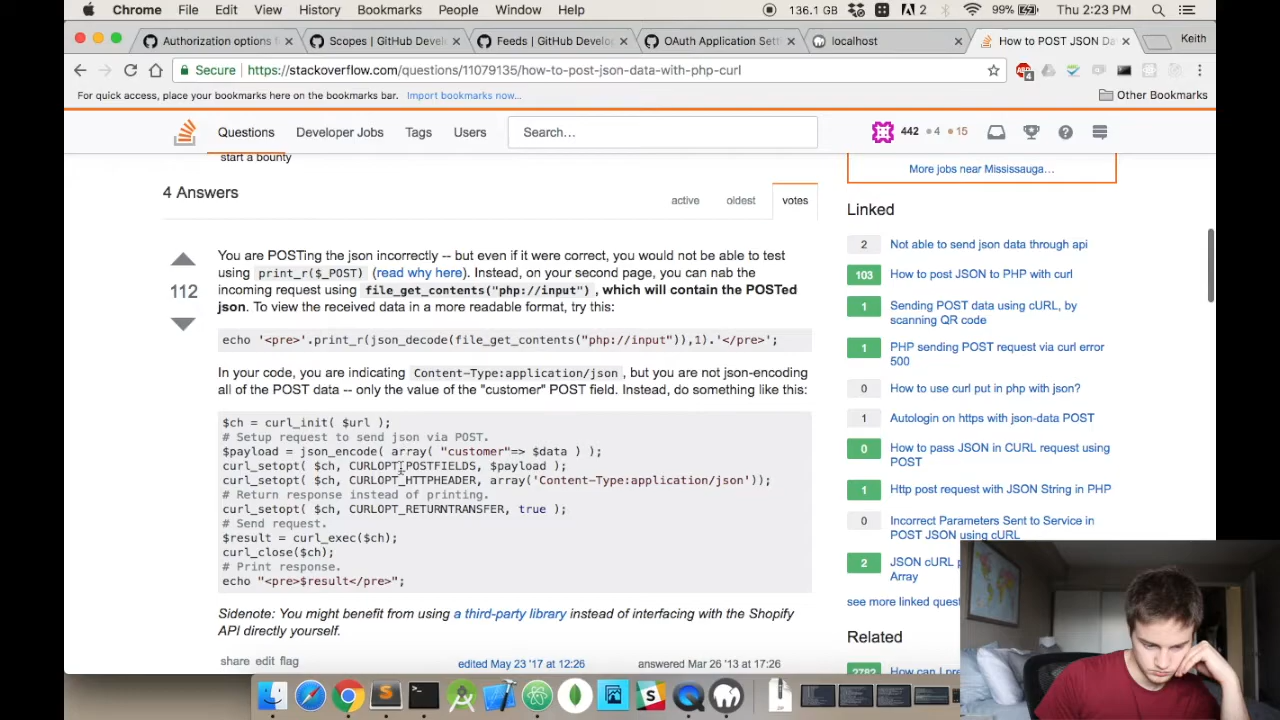 Chrome File Edit View History Bookmarks People Window Help 136.1 GB 2 99% Thu 2:23 PM
Authorization options f
Scopes | GitHub Devel
Feeds | GitHub Develo
OAuth Application Sett
localhost
How to POST JSON Da
Keith
Secure https://stackoverflow.com/questions/11079135/how-to-post-json-data-with-php-curl
ABP 4
For quick access, place your bookmarks here on the bookmarks bar. Import bookmarks now...
Other Bookmarks
Questions Developer Jobs Tags Users Search... 442 4 15
start a bounty
4 Answers
active oldest votes
112
You are POSTing the json incorrectly -- but even if it were correct, you would not be able to test
using print_r($_POST) (read why here). Instead, on your second page, you can nab the
incoming request using file_get_contents("php://input") , which will contain the POSTed
json. To view the received data in a more readable format, try this:
echo '<pre>'.print_r(json_decode(file_get_contents("php://input")),1).'</pre>';
In your code, you are indicating Content-Type:application/json , but you are not json-encoding
all of the POST data -- only the value of the "customer" POST field. Instead, do something like this:
$ch = curl_init( $url );
# Setup request to send json via POST.
$payload = json_encode( array( "customer"=> $data ) );
curl_setopt( $ch, CURLOPT_POSTFIELDS, $payload );
curl_setopt( $ch, CURLOPT_HTTPHEADER, array('Content-Type:application/json'));
# Return response instead of printing.
curl_setopt( $ch, CURLOPT_RETURNTRANSFER, true );
# Send request.
$result = curl_exec($ch);
curl_close($ch);
# Print response.
echo "<pre>$result</pre>";
Sidenote: You might benefit from using a third-party library instead of interfacing with the Shopify
API directly yourself.
share edit flag
edited May 23 '17 at 12:26
answered Mar 26 '13 at 17:26
More jobs near Mississauga…
Linked
2 Not able to send json data through api
103 How to post JSON to PHP with curl
1 Sending POST data using cURL, by
scanning QR code
1 PHP sending POST request via curl error
500
0 How to use curl put in php with json?
1 Autologin on https with json-data POST
0 How to pass JSON in CURL request using
POST
1 Http post request with JSON String in PHP
0 Incorrect Parameters Sent to Service in
POST JSON using cURL
2 JSON cURL
Array
see more linked
Related
2782 How can I